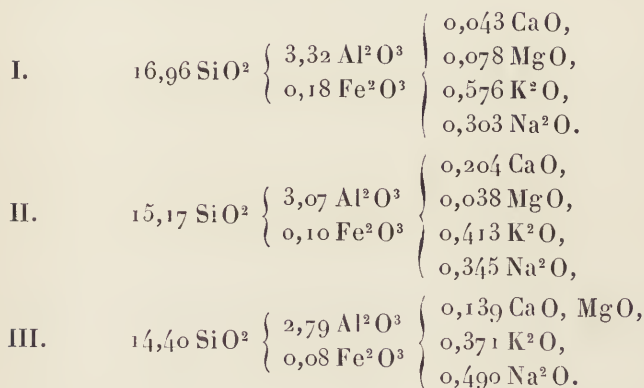 I. 16,96 SiO² { 3,32 Al²O³ 0,18 Fe²O³ { 0,043 CaO,
0,078 MgO,
0,576 K²O,
0,303 Na²O.
II. 15,17 SiO² { 3,07 Al²O³ 0,10 Fe²O³ { 0,204 CaO,
0,038 MgO,
0,413 K²O,
0,345 Na²O,
III. 14,40 SiO² { 2,79 Al²O³ 0,08 Fe²O³ { 0,139 CaO, MgO,
0,371 K²O,
0,490 Na²O.